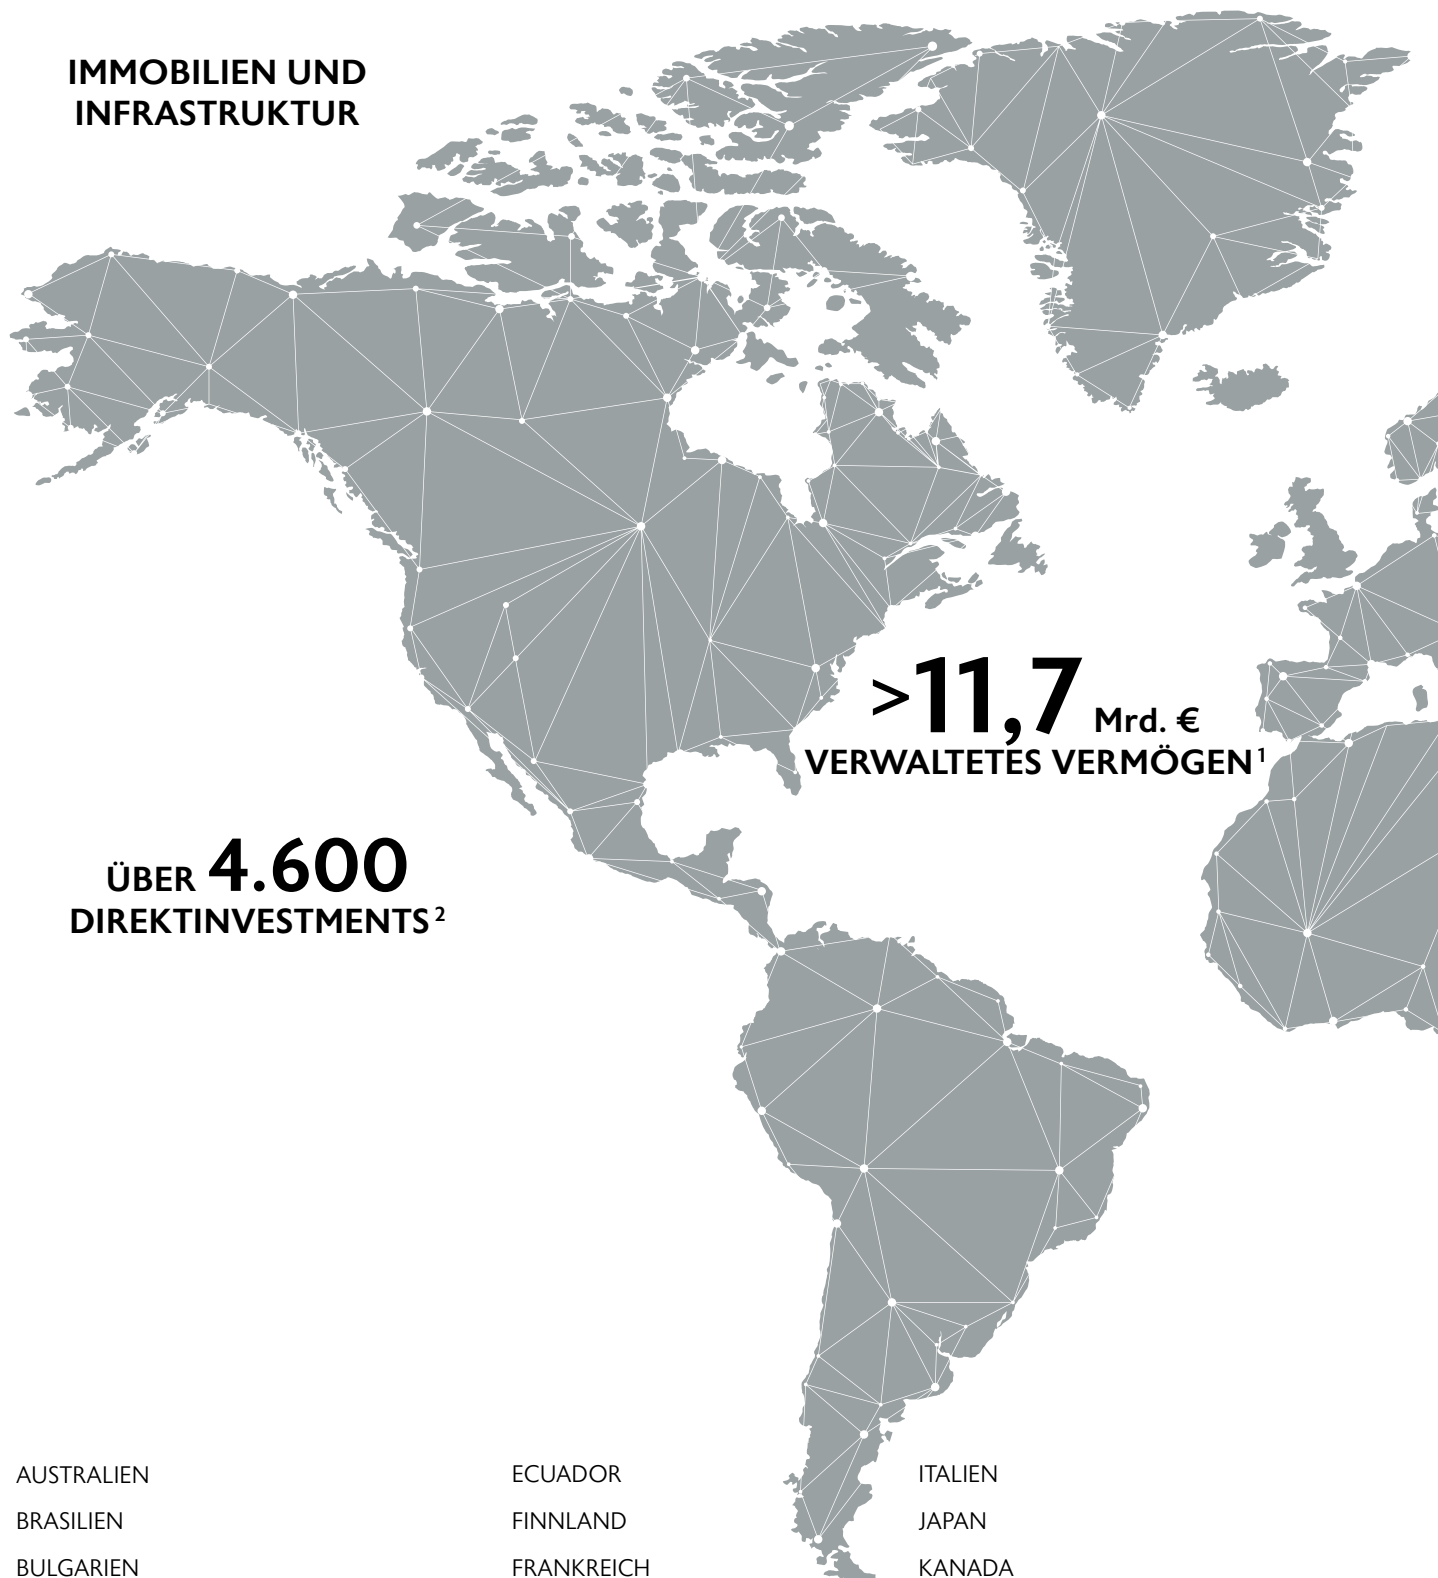 IMMOBILIEN UND
INFRASTRUKTUR
>11,7 Mrd. €
VERWALTETES VERMÖGEN¹
ÜBER 4.600
DIREKTINVESTMENTS²
AUSTRALIEN
BRASILIEN
BULGARIEN
ECUADOR
FINNLAND
FRANKREICH
ITALIEN
JAPAN
KANADA